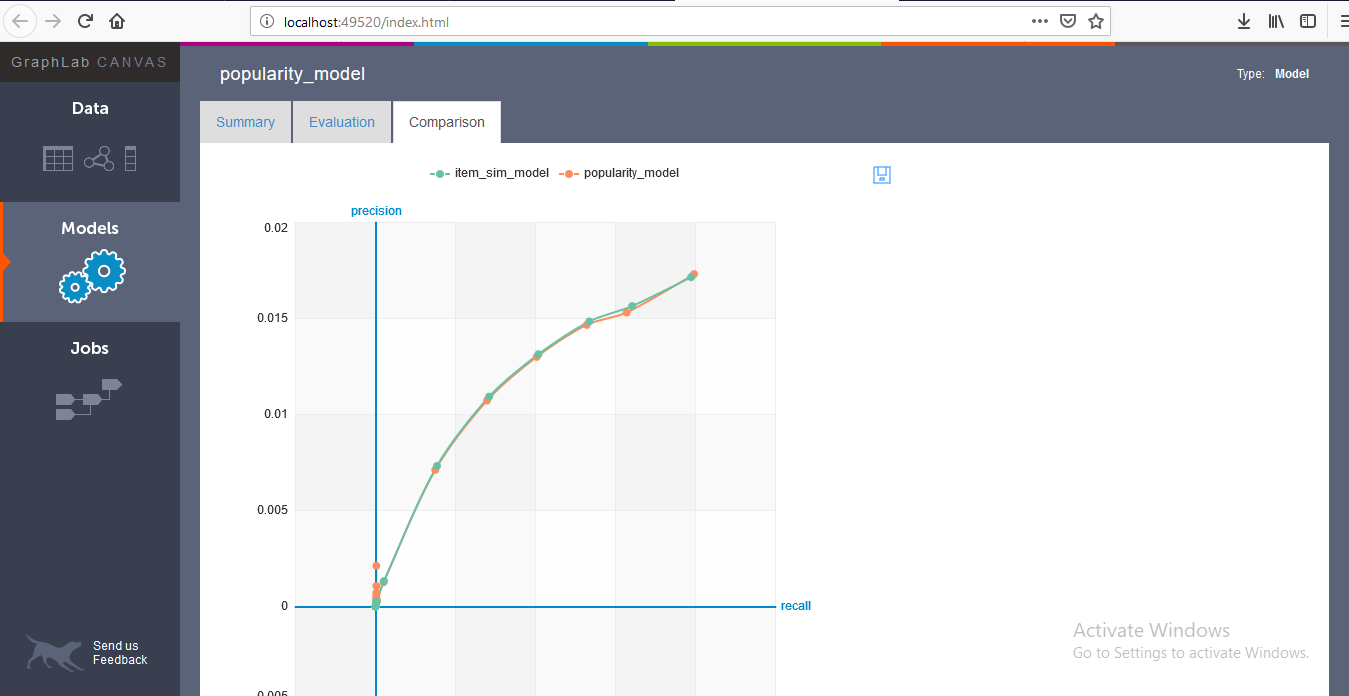 localhost:49520/index.html
GraphLab CANVAS
popularity_model
Type: Model
Data
Summary
Evaluation
Comparison
item_sim_model
popularity_model
precision
0.02
0.015
0.01
0.005
0
recall
0.005
Models
Jobs
Send us
Feedback
Activate Windows
Go to Settings to activate Windows.